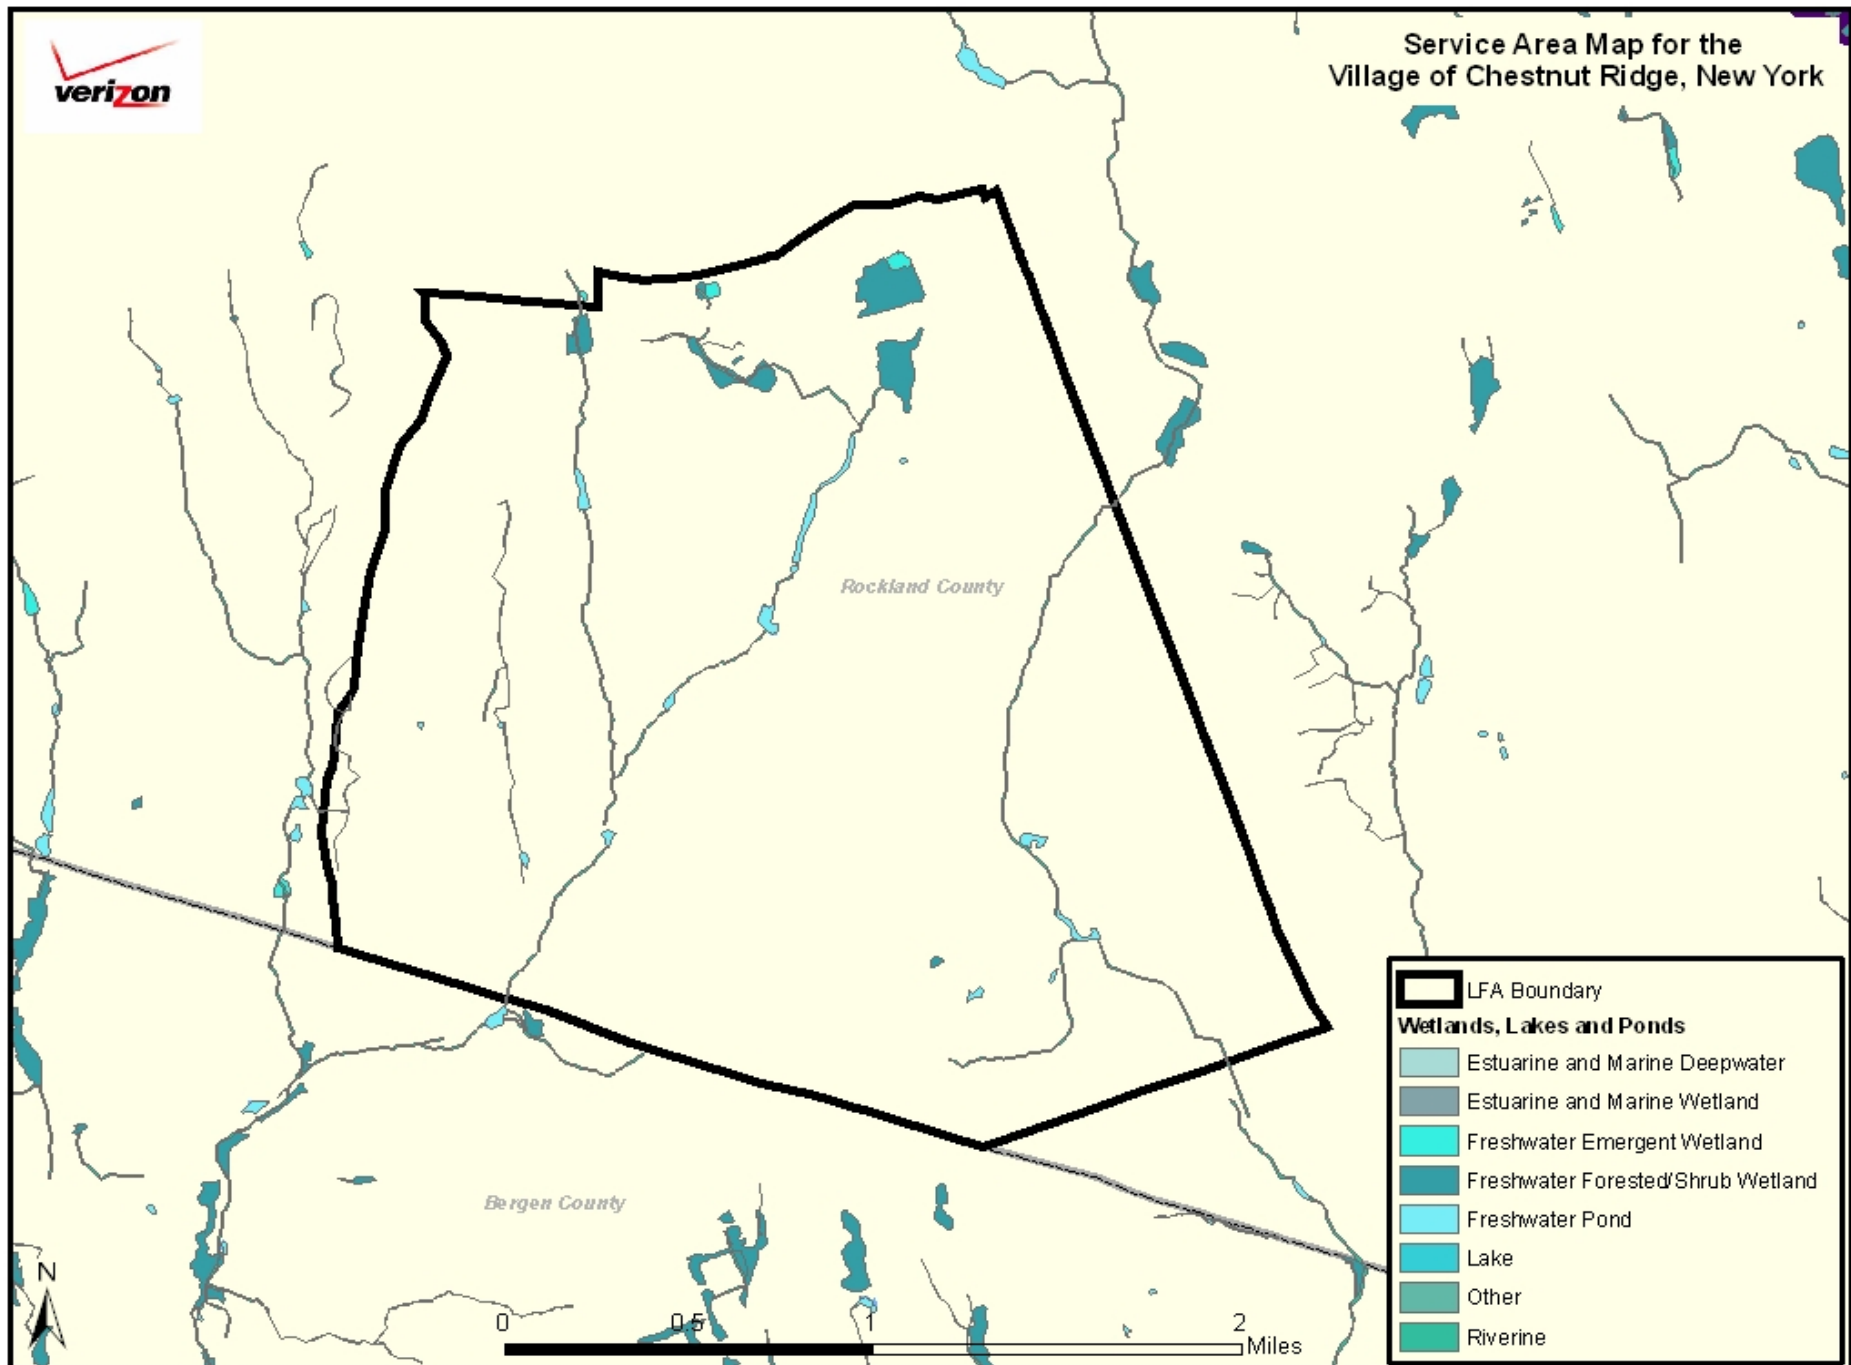 verizon
Service Area Map for the
Village of Chestnut Ridge, New York
Rockland County
Bergen County
N
0 0.5 1 2
Miles
LFA Boundary
Wetlands, Lakes and Ponds
Estuarine and Marine Deepwater
Estuarine and Marine Wetland
Freshwater Emergent Wetland
Freshwater Forested/Shrub Wetland
Freshwater Pond
Lake
Other
Riverine